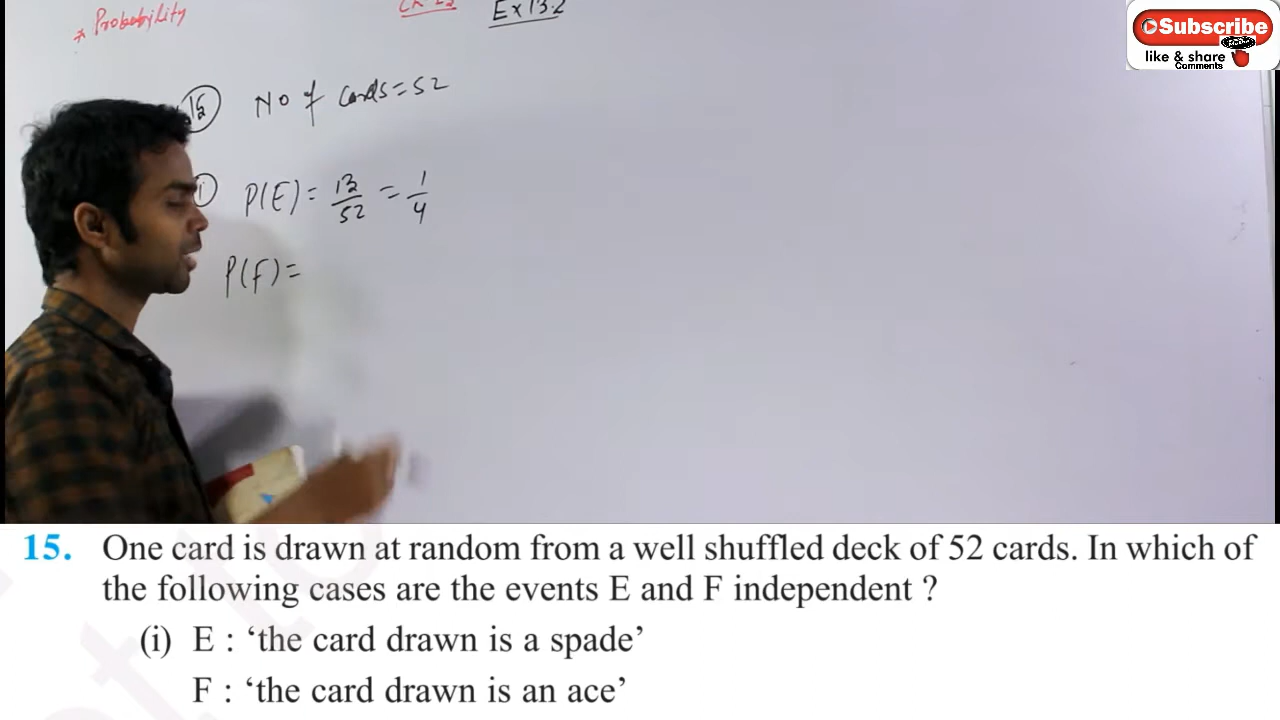 * Probability
Ex 13.2
Subscribe
like & share
Comments
15 No of cards = 52
(i) P(E) = 13/52 = 1/4
P(F) =
15. One card is drawn at random from a well shuffled deck of 52 cards. In which of
the following cases are the events E and F independent ?
(i) E : ‘the card drawn is a spade’
F : ‘the card drawn is an ace’